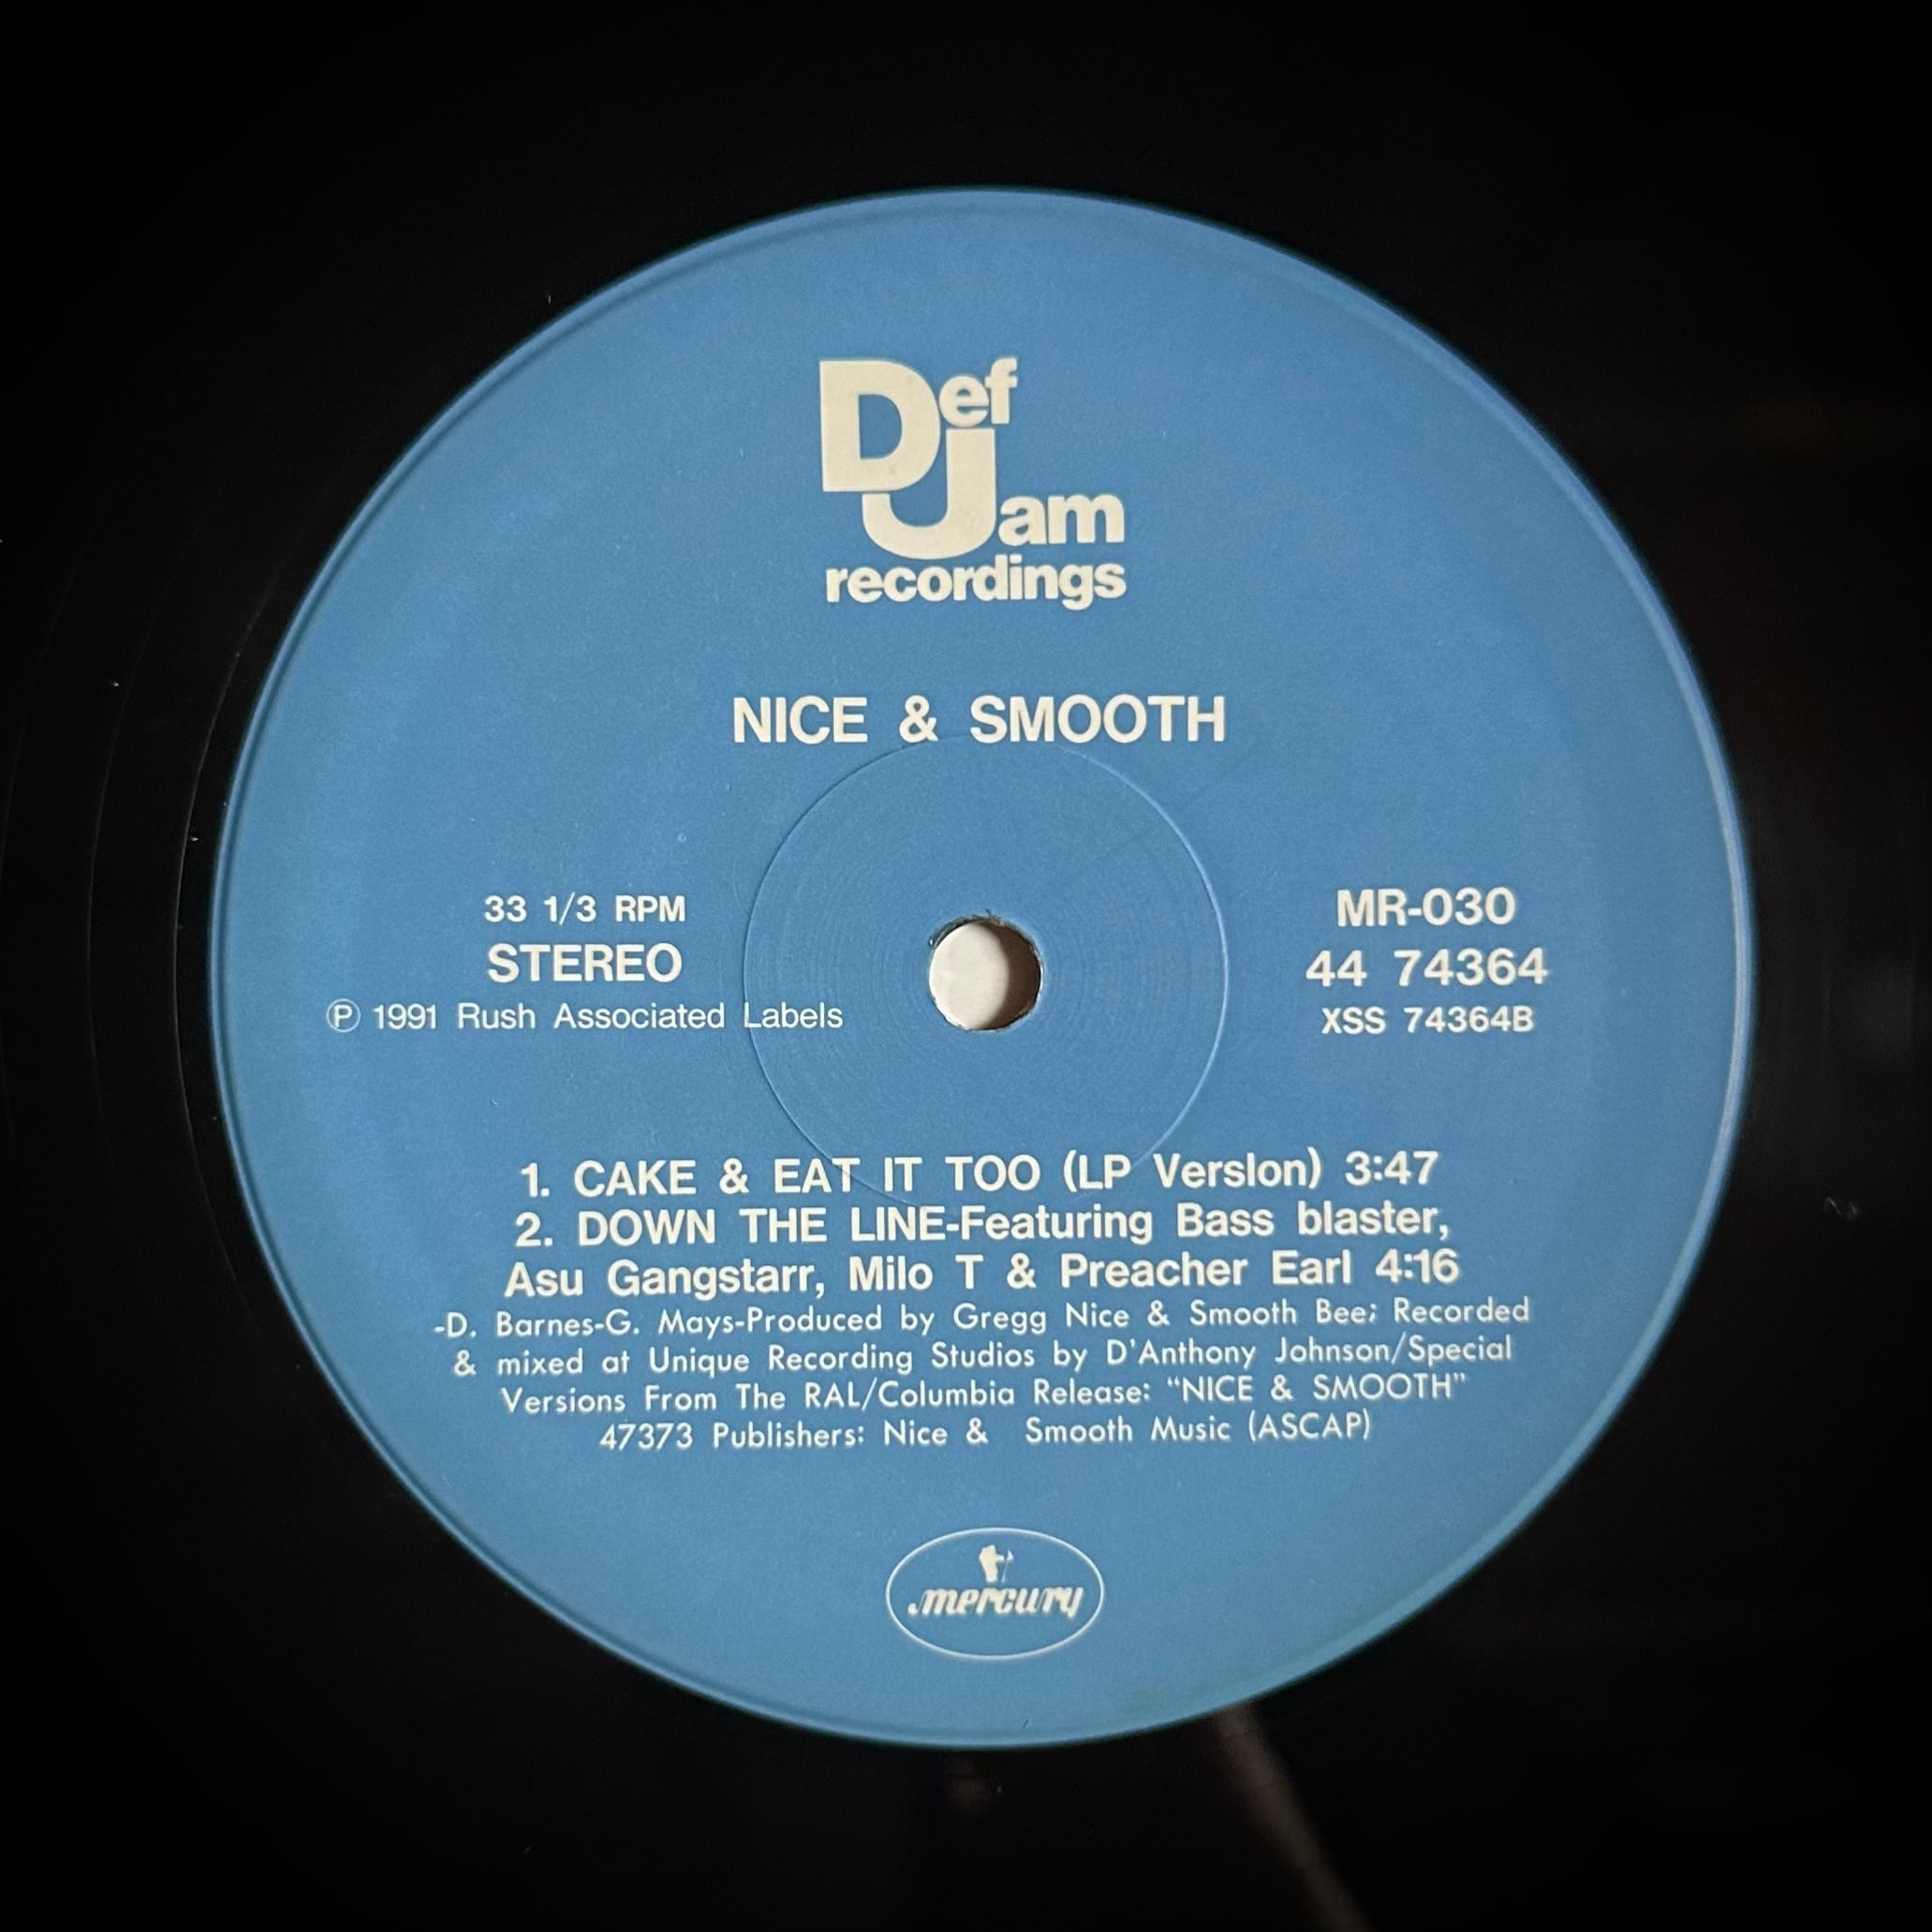 Def
Jam
recordings
NICE & SMOOTH
33 1/3 RPM
STEREO
Ⓟ 1991 Rush Associated Labels
MR-030
44 74364
XSS 74364B
1. CAKE & EAT IT TOO (LP Verslon) 3:47
2. DOWN THE LINE-Featuring Bass blaster,
Asu Gangstarr, Milo T & Preacher Earl 4:16
-D. Barnes-G. Mays-Produced by Gregg Nice & Smooth Bee; Recorded
& mixed at Unique Recording Studios by D'Anthony Johnson/Special
Versions From The RAL/Columbia Release: “NICE & SMOOTH”
47373 Publishers: Nice & Smooth Music (ASCAP)
mercury